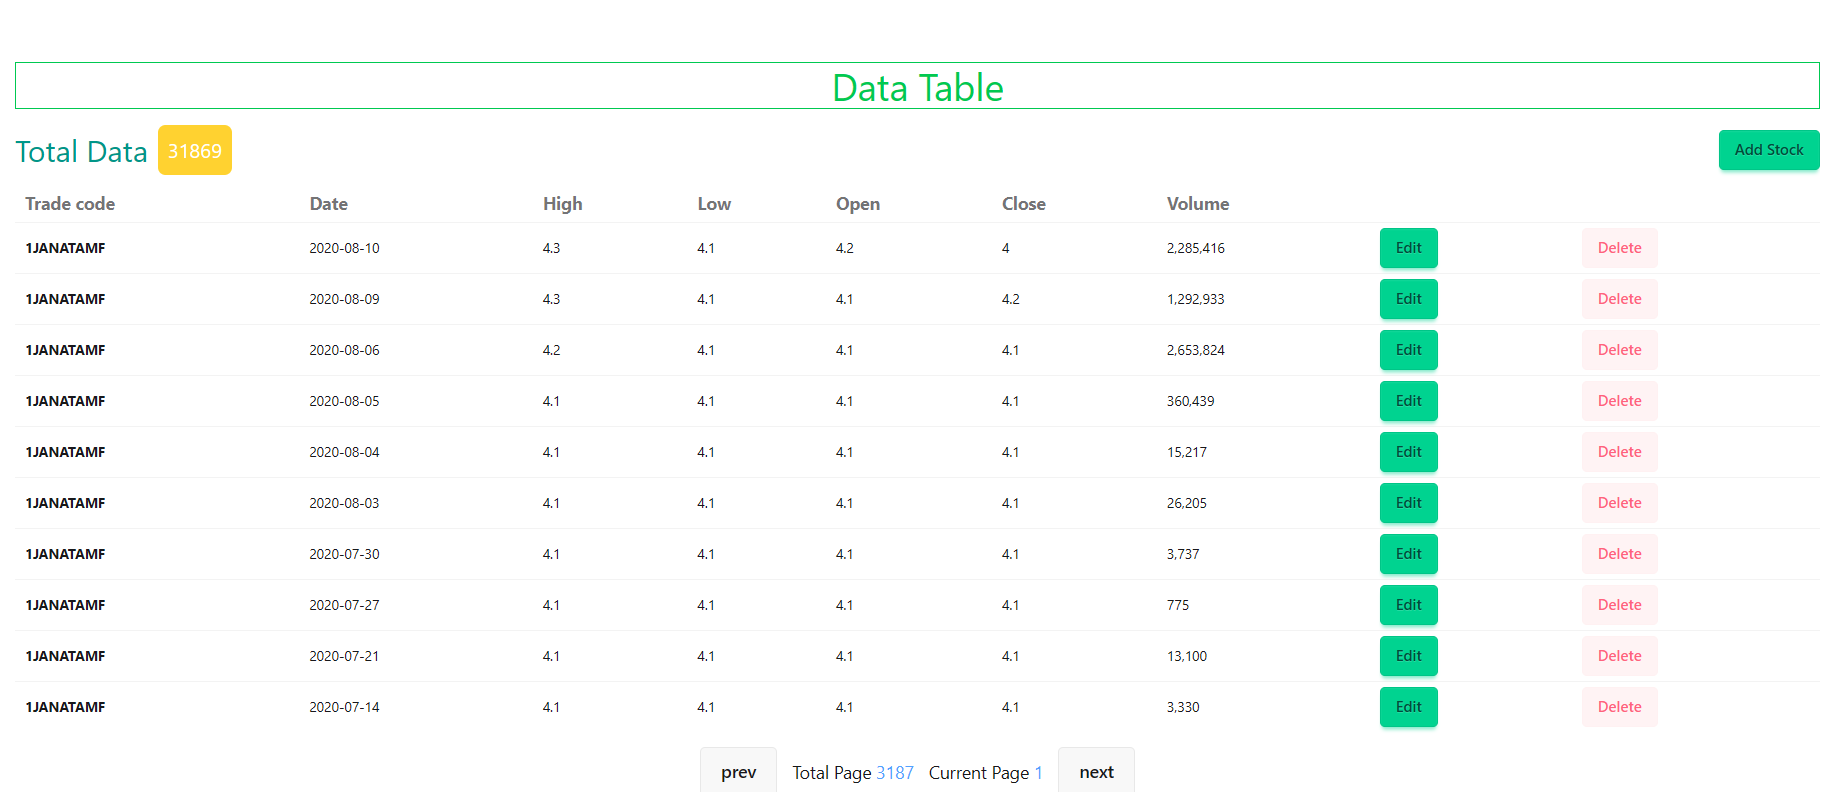 Data Table
Total Data 31869 Add Stock
Trade code Date High Low Open Close Volume
1JANATAMF 2020-08-10 4.3 4.1 4.2 4 2,285,416 Edit Delete
1JANATAMF 2020-08-09 4.3 4.1 4.1 4.2 1,292,933 Edit Delete
1JANATAMF 2020-08-06 4.2 4.1 4.1 4.1 2,653,824 Edit Delete
1JANATAMF 2020-08-05 4.1 4.1 4.1 4.1 360,439 Edit Delete
1JANATAMF 2020-08-04 4.1 4.1 4.1 4.1 15,217 Edit Delete
1JANATAMF 2020-08-03 4.1 4.1 4.1 4.1 26,205 Edit Delete
1JANATAMF 2020-07-30 4.1 4.1 4.1 4.1 3,737 Edit Delete
1JANATAMF 2020-07-27 4.1 4.1 4.1 4.1 775 Edit Delete
1JANATAMF 2020-07-21 4.1 4.1 4.1 4.1 13,100 Edit Delete
1JANATAMF 2020-07-14 4.1 4.1 4.1 4.1 3,330 Edit Delete
prev Total Page 3187 Current Page 1 next